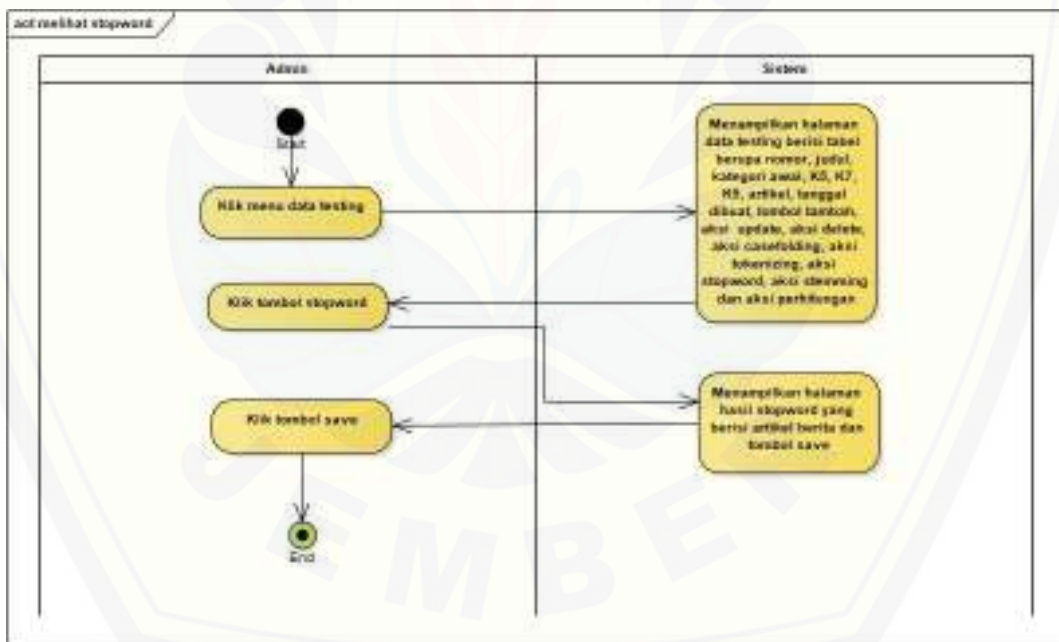 act melihat stopword
Admin
Sistem
Start
Klik menu data testing
Menampilkan halaman
data testing berisi tabel
berupa nomor, judul,
kategori awal, K5, K7,
K9, artikel, tanggal
dibuat, tombol tambah,
aksi update, aksi delete,
aksi casefolding, aksi
tokenizing, aksi
stopword, aksi stemming
dan aksi perhitungan
Klik tombol stopword
Menampilkan halaman
hasil stopword yang
berisi artikel berita dan
tombol save
Klik tombol save
End
JEMBER